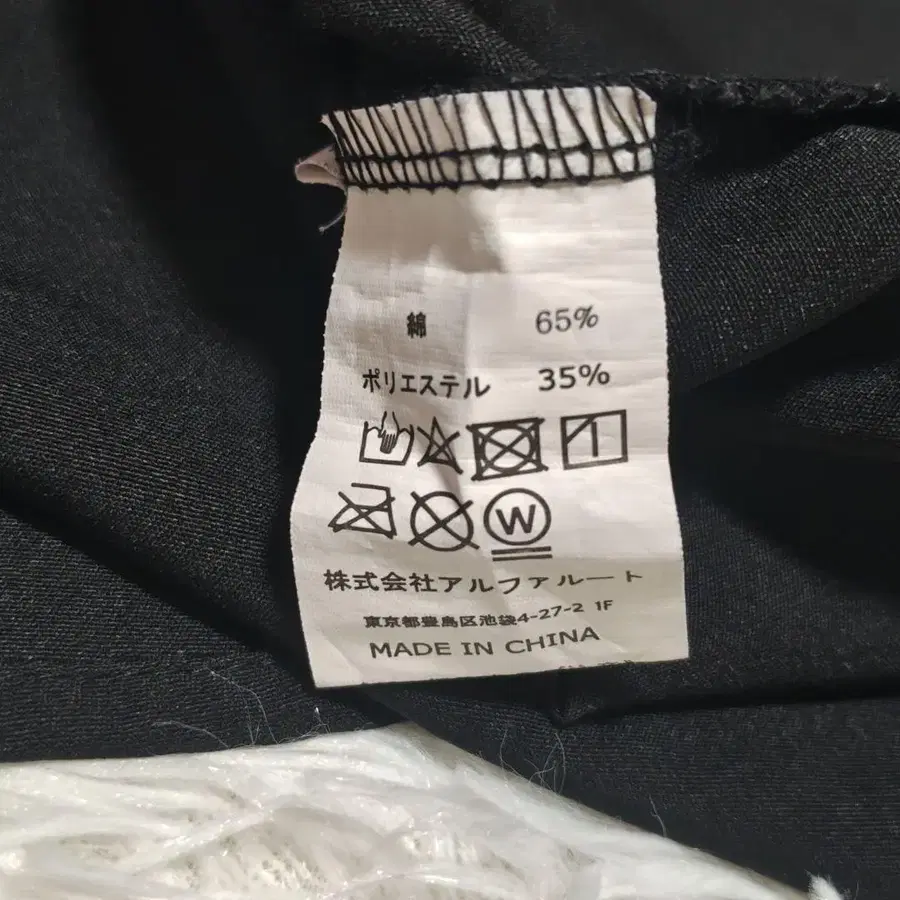 綿 65%
ポリエステル 35%
W
株式会社アルファルート
東京都豊島区池袋4-27-2 1F
MADE IN CHINA